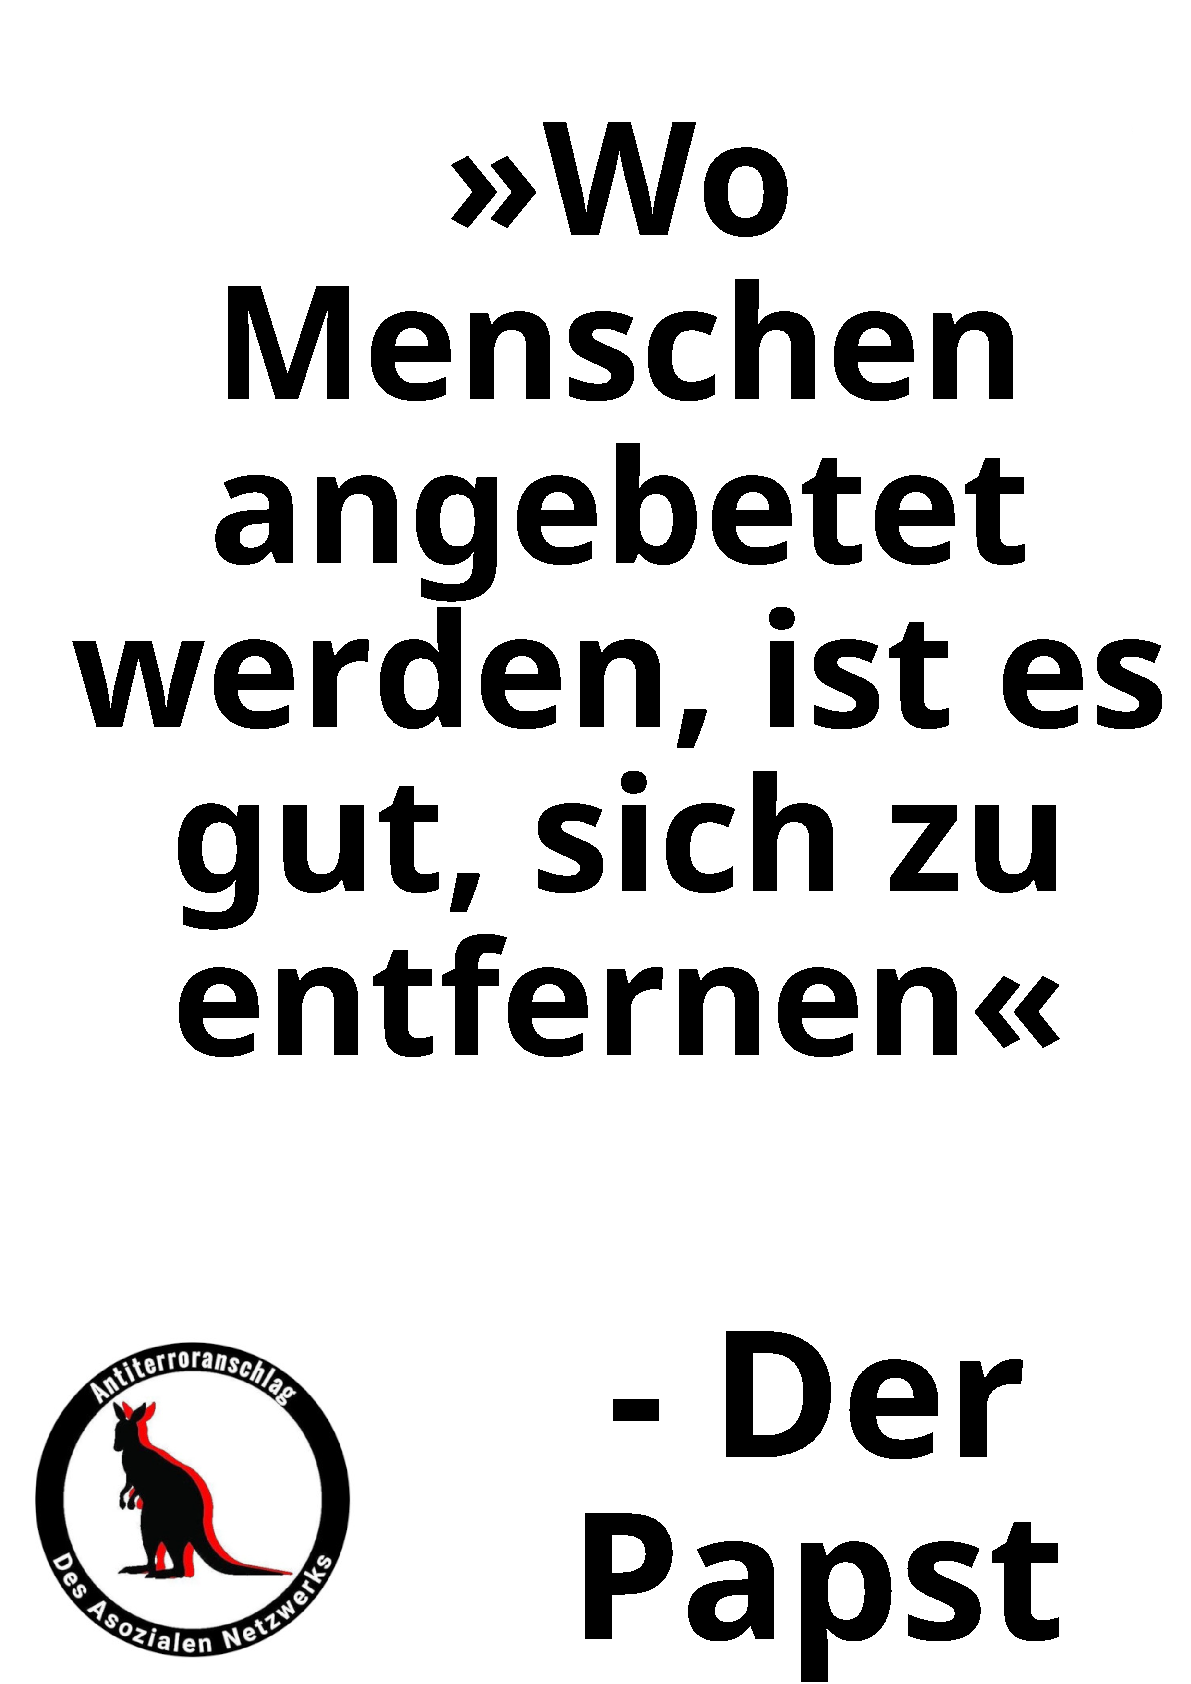 »Wo
Menschen
angebetet
werden, ist es
gut, sich zu
entfernen«
- Der
Papst
Antiterroranschlag
Des Asozialen Netzwerks